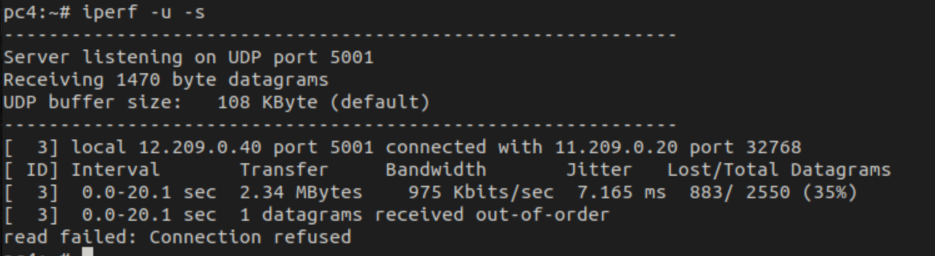 pc4:~# iperf -u -s
------------------------------------------------------------
Server listening on UDP port 5001
Receiving 1470 byte datagrams
UDP buffer size:   108 KByte (default)
------------------------------------------------------------
[  3] local 12.209.0.40 port 5001 connected with 11.209.0.20 port 32768
[ ID] Interval       Transfer     Bandwidth       Jitter   Lost/Total Datagrams
[  3]  0.0-20.1 sec  2.34 MBytes    975 Kbits/sec  7.165 ms  883/ 2550 (35%)
[  3]  0.0-20.1 sec  1 datagrams received out-of-order
read failed: Connection refused